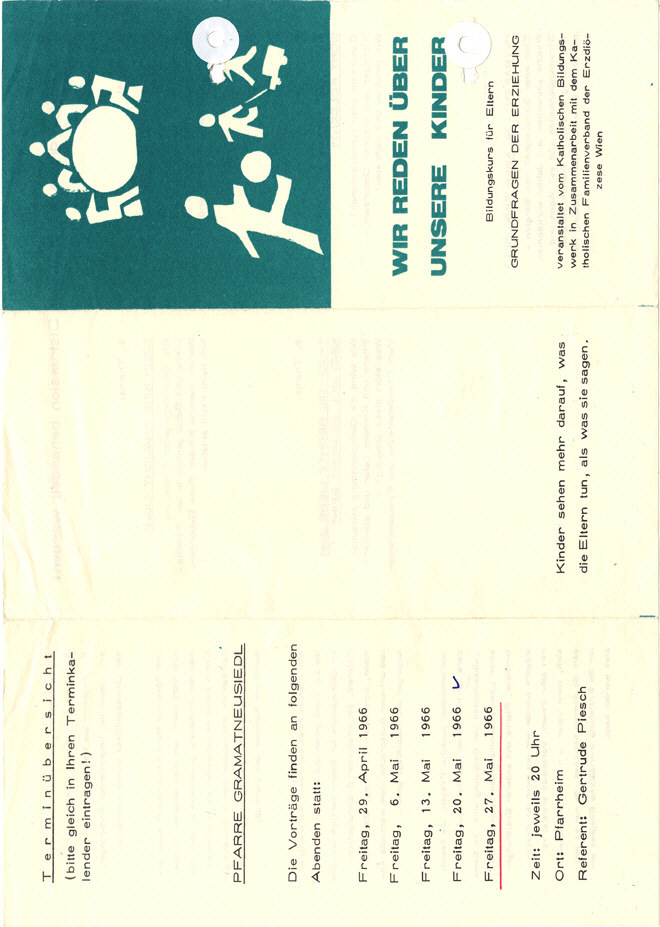 T e r m i n ü b e r s i c h t
(bitte gleich in Ihren Terminka-
lender eintragen!)
PFARRE GRAMATNEUSIEDL
Die Vorträge finden an folgenden
Abenden statt:
Freitag, 29. April 1966
Freitag, 6. Mai 1966
Freitag, 13. Mai 1966
Freitag, 20. Mai 1966
Freitag, 27. Mai 1966
Zeit: jeweils 20 Uhr
Ort: Pfarrheim
Referent: Gertrude Piesch
Kinder sehen mehr darauf, was
die Eltern tun, als was sie sagen.
WIR REDEN ÜBER
UNSERE KINDER
Bildungskurs für Eltern
GRUNDFRAGEN DER ERZIEHUNG
veranstaltet vom Katholischen Bildungs-
werk in Zusammenarbeit mit dem Ka-
tholischen Familienverband der Erzdiö-
zese Wien